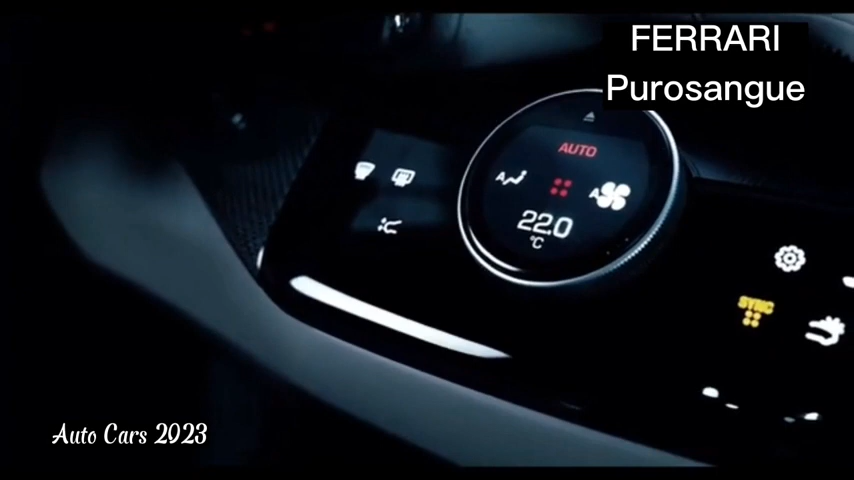 FERRARI
Purosangue
AUTO
A
A
22.0
°C
SYNC
Auto Cars 2023